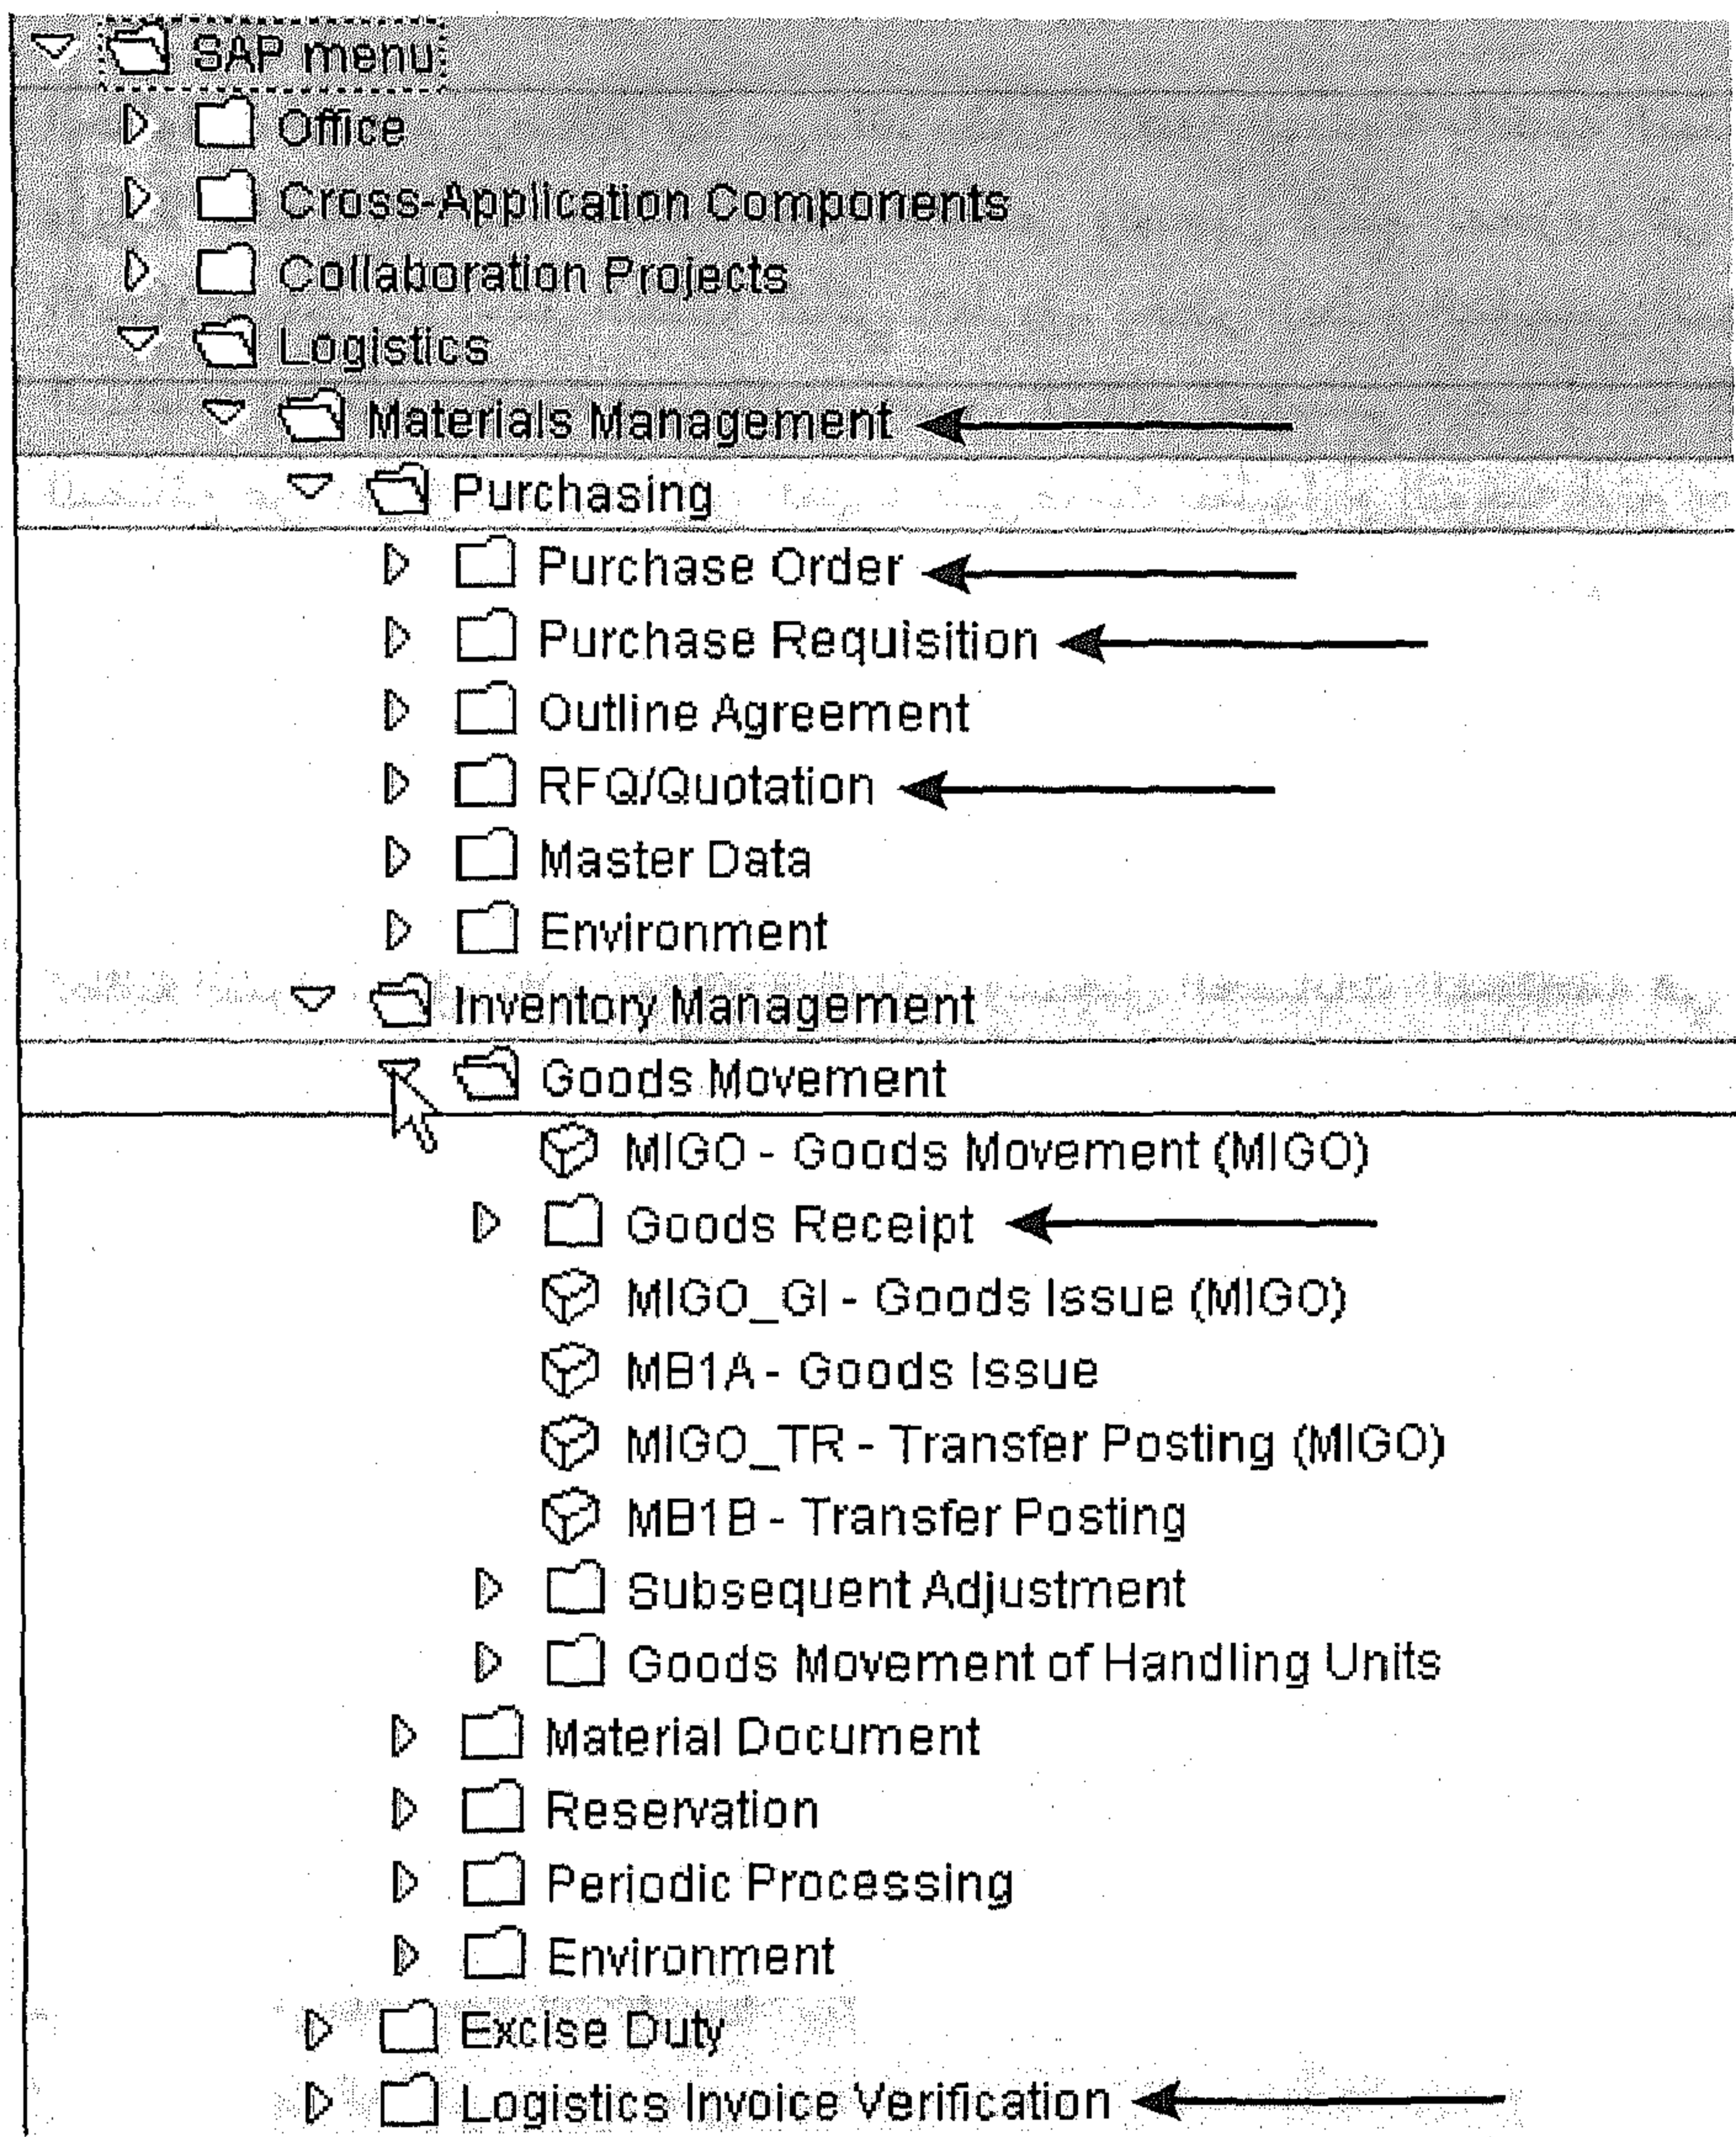 SAP menu
Office
Cross-Application Components
Collaboration Projects
Logistics
Materials Management
Purchasing
Purchase Order
Purchase Requisition
Outline Agreement
RFQ/Quotation
Master Data
Environment
Inventory Management
Goods Movement
MIGO - Goods Movement (MIGO)
Goods Receipt
MIGO_GI - Goods Issue (MIGO)
MB1A - Goods Issue
MIGO_TR - Transfer Posting (MIGO)
MB1B - Transfer Posting
Subsequent Adjustment
Goods Movement of Handling Units
Material Document
Reservation
Periodic Processing
Environment
Excise Duty
Logistics Invoice Verification